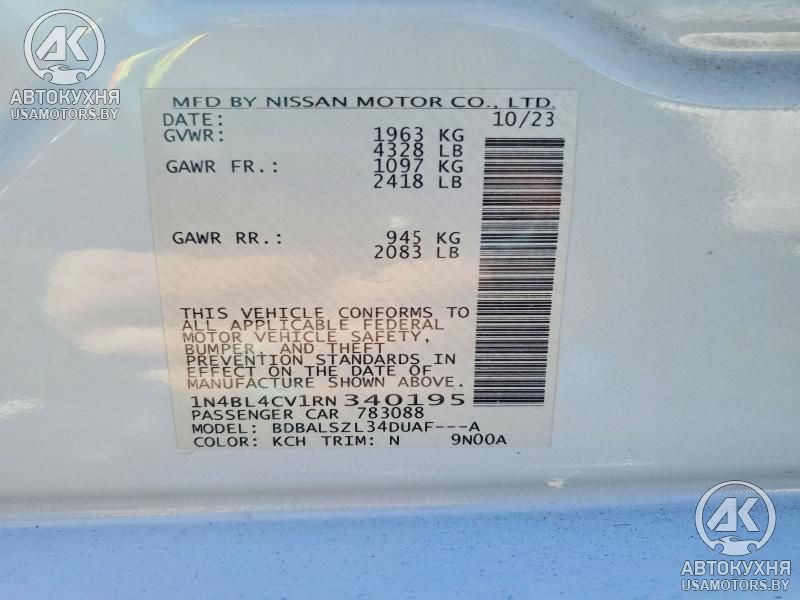 AK
АВТОКУХНЯ
USAMOTORS.BY
MFD BY NISSAN MOTOR CO., LTD.
DATE: 10/23
GVWR: 1963 KG
4328 LB
GAWR FR.: 1097 KG
2418 LB
GAWR RR.: 945 KG
2083 LB
THIS VEHICLE CONFORMS TO
ALL APPLICABLE FEDERAL
MOTOR VEHICLE SAFETY,
BUMPER, AND THEFT
PREVENTION STANDARDS IN
EFFECT ON THE DATE OF
MANUFACTURE SHOWN ABOVE.
1N4BL4CV1RN340195
PASSENGER CAR 783088
MODEL: BDBALSZL34DUAF---A
COLOR: KCH TRIM: N 9N00A
AK
АВТОКУХНЯ
USAMOTORS.BY